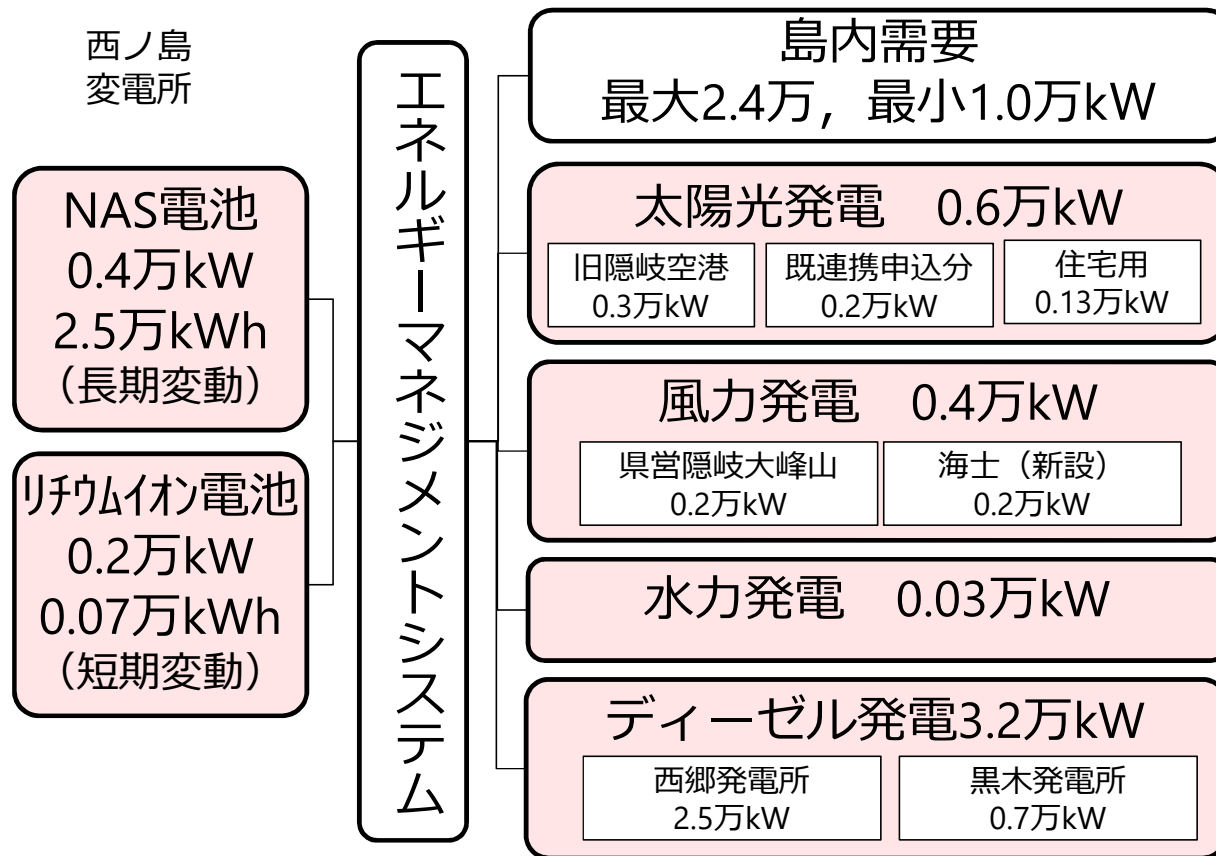 西ノ島
変電所
NAS電池
0.4万kW
2.5万kWh
（長期変動）
リチウムイオン電池
0.2万kW
0.07万kWh
（短期変動）
エネルギーマネジメントシステム
島内需要
最大2.4万，最小1.0万kW
太陽光発電　0.6万kW
旧隠岐空港
0.3万kW
既連携申込分
0.2万kW
住宅用
0.13万kW
風力発電　0.4万kW
県営隠岐大峰山
0.2万kW
海士（新設）
0.2万kW
水力発電　0.03万kW
ディーゼル発電3.2万kW
西郷発電所
2.5万kW
黒木発電所
0.7万kW